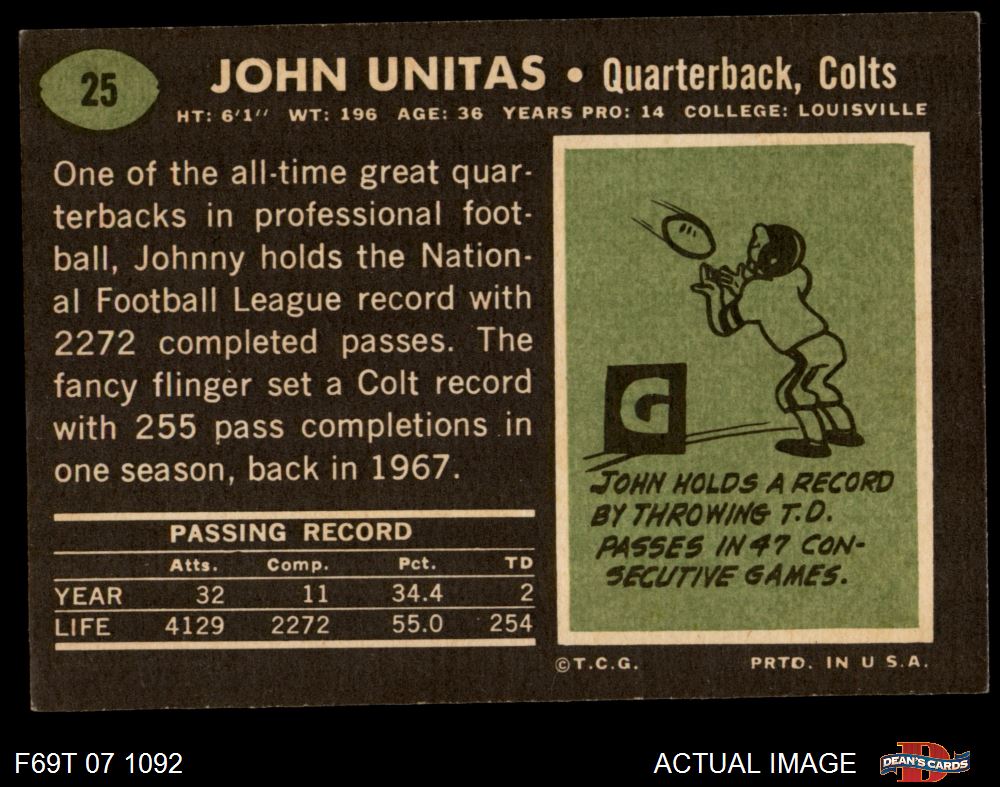 25
JOHN UNITAS • Quarterback, Colts
HT: 6'1" WT: 196 AGE: 36 YEARS PRO: 14 COLLEGE: LOUISVILLE
One of the all-time great quar-
terbacks in professional foot-
ball, Johnny holds the Nation-
al Football League record with
2272 completed passes. The
fancy flinger set a Colt record
with 255 pass completions in
one season, back in 1967.
PASSING RECORD
Atts. Comp. Pct. TD
YEAR 32 11 34.4 2
LIFE 4129 2272 55.0 254
G
JOHN HOLDS A RECORD
BY THROWING T.D.
PASSES IN 47 CON-
SECUTIVE GAMES.
©T.C.G. PRTD. IN U S.A.
F69T 07 1092 ACTUAL IMAGE
D
DEAN'S CARDS